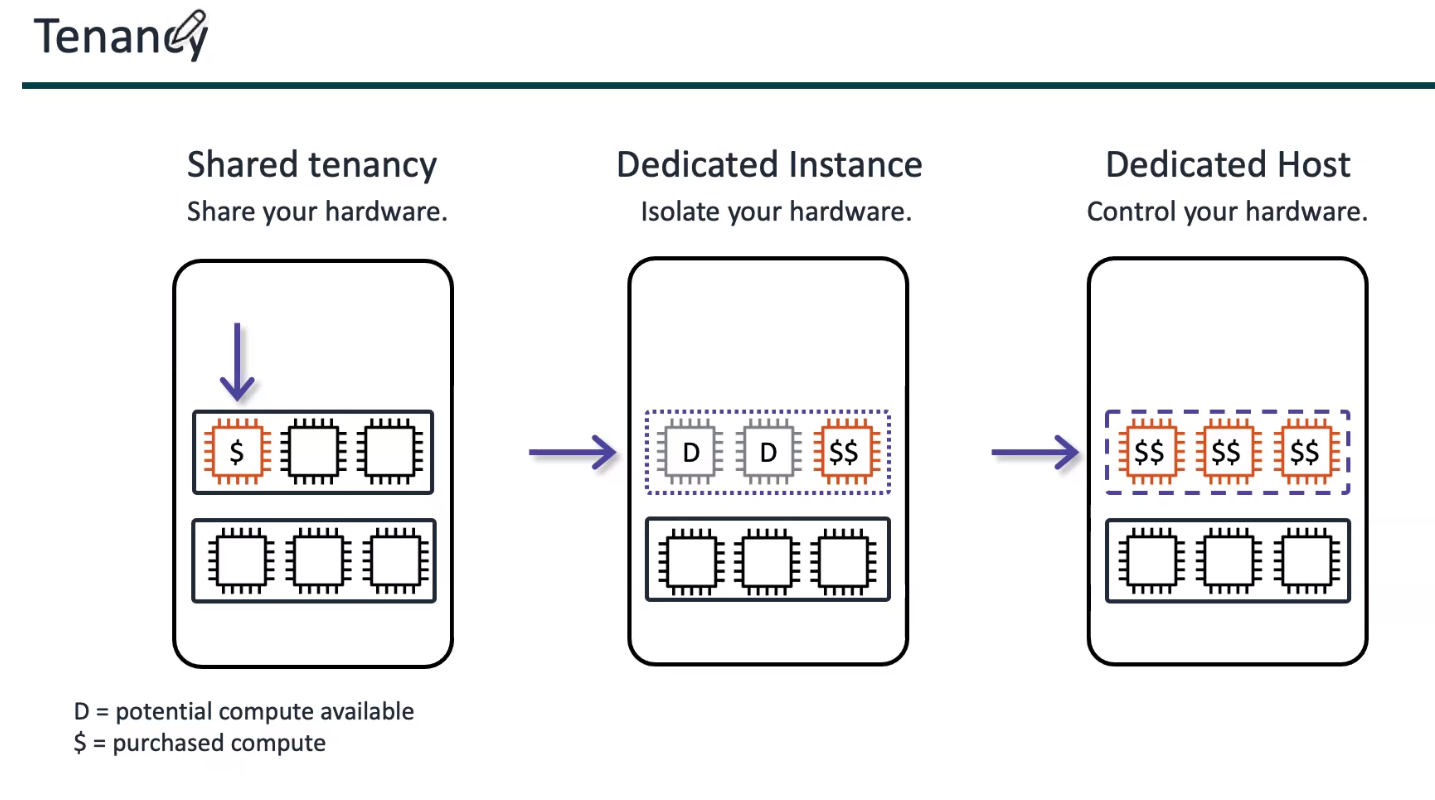 Tenancy
Shared tenancy
Share your hardware.
Dedicated Instance
Isolate your hardware.
Dedicated Host
Control your hardware.
$
D D $$
$$ $$ $$
D = potential compute available
$ = purchased compute